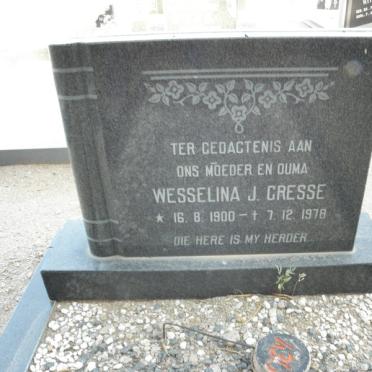 TER GEDAGTENIS AAN
ONS MOEDER EN OUMA
WESSELINA J. GRESSE
* 16. 8. 1900 - † 7. 12. 1978
DIE HERE IS MY HERDER